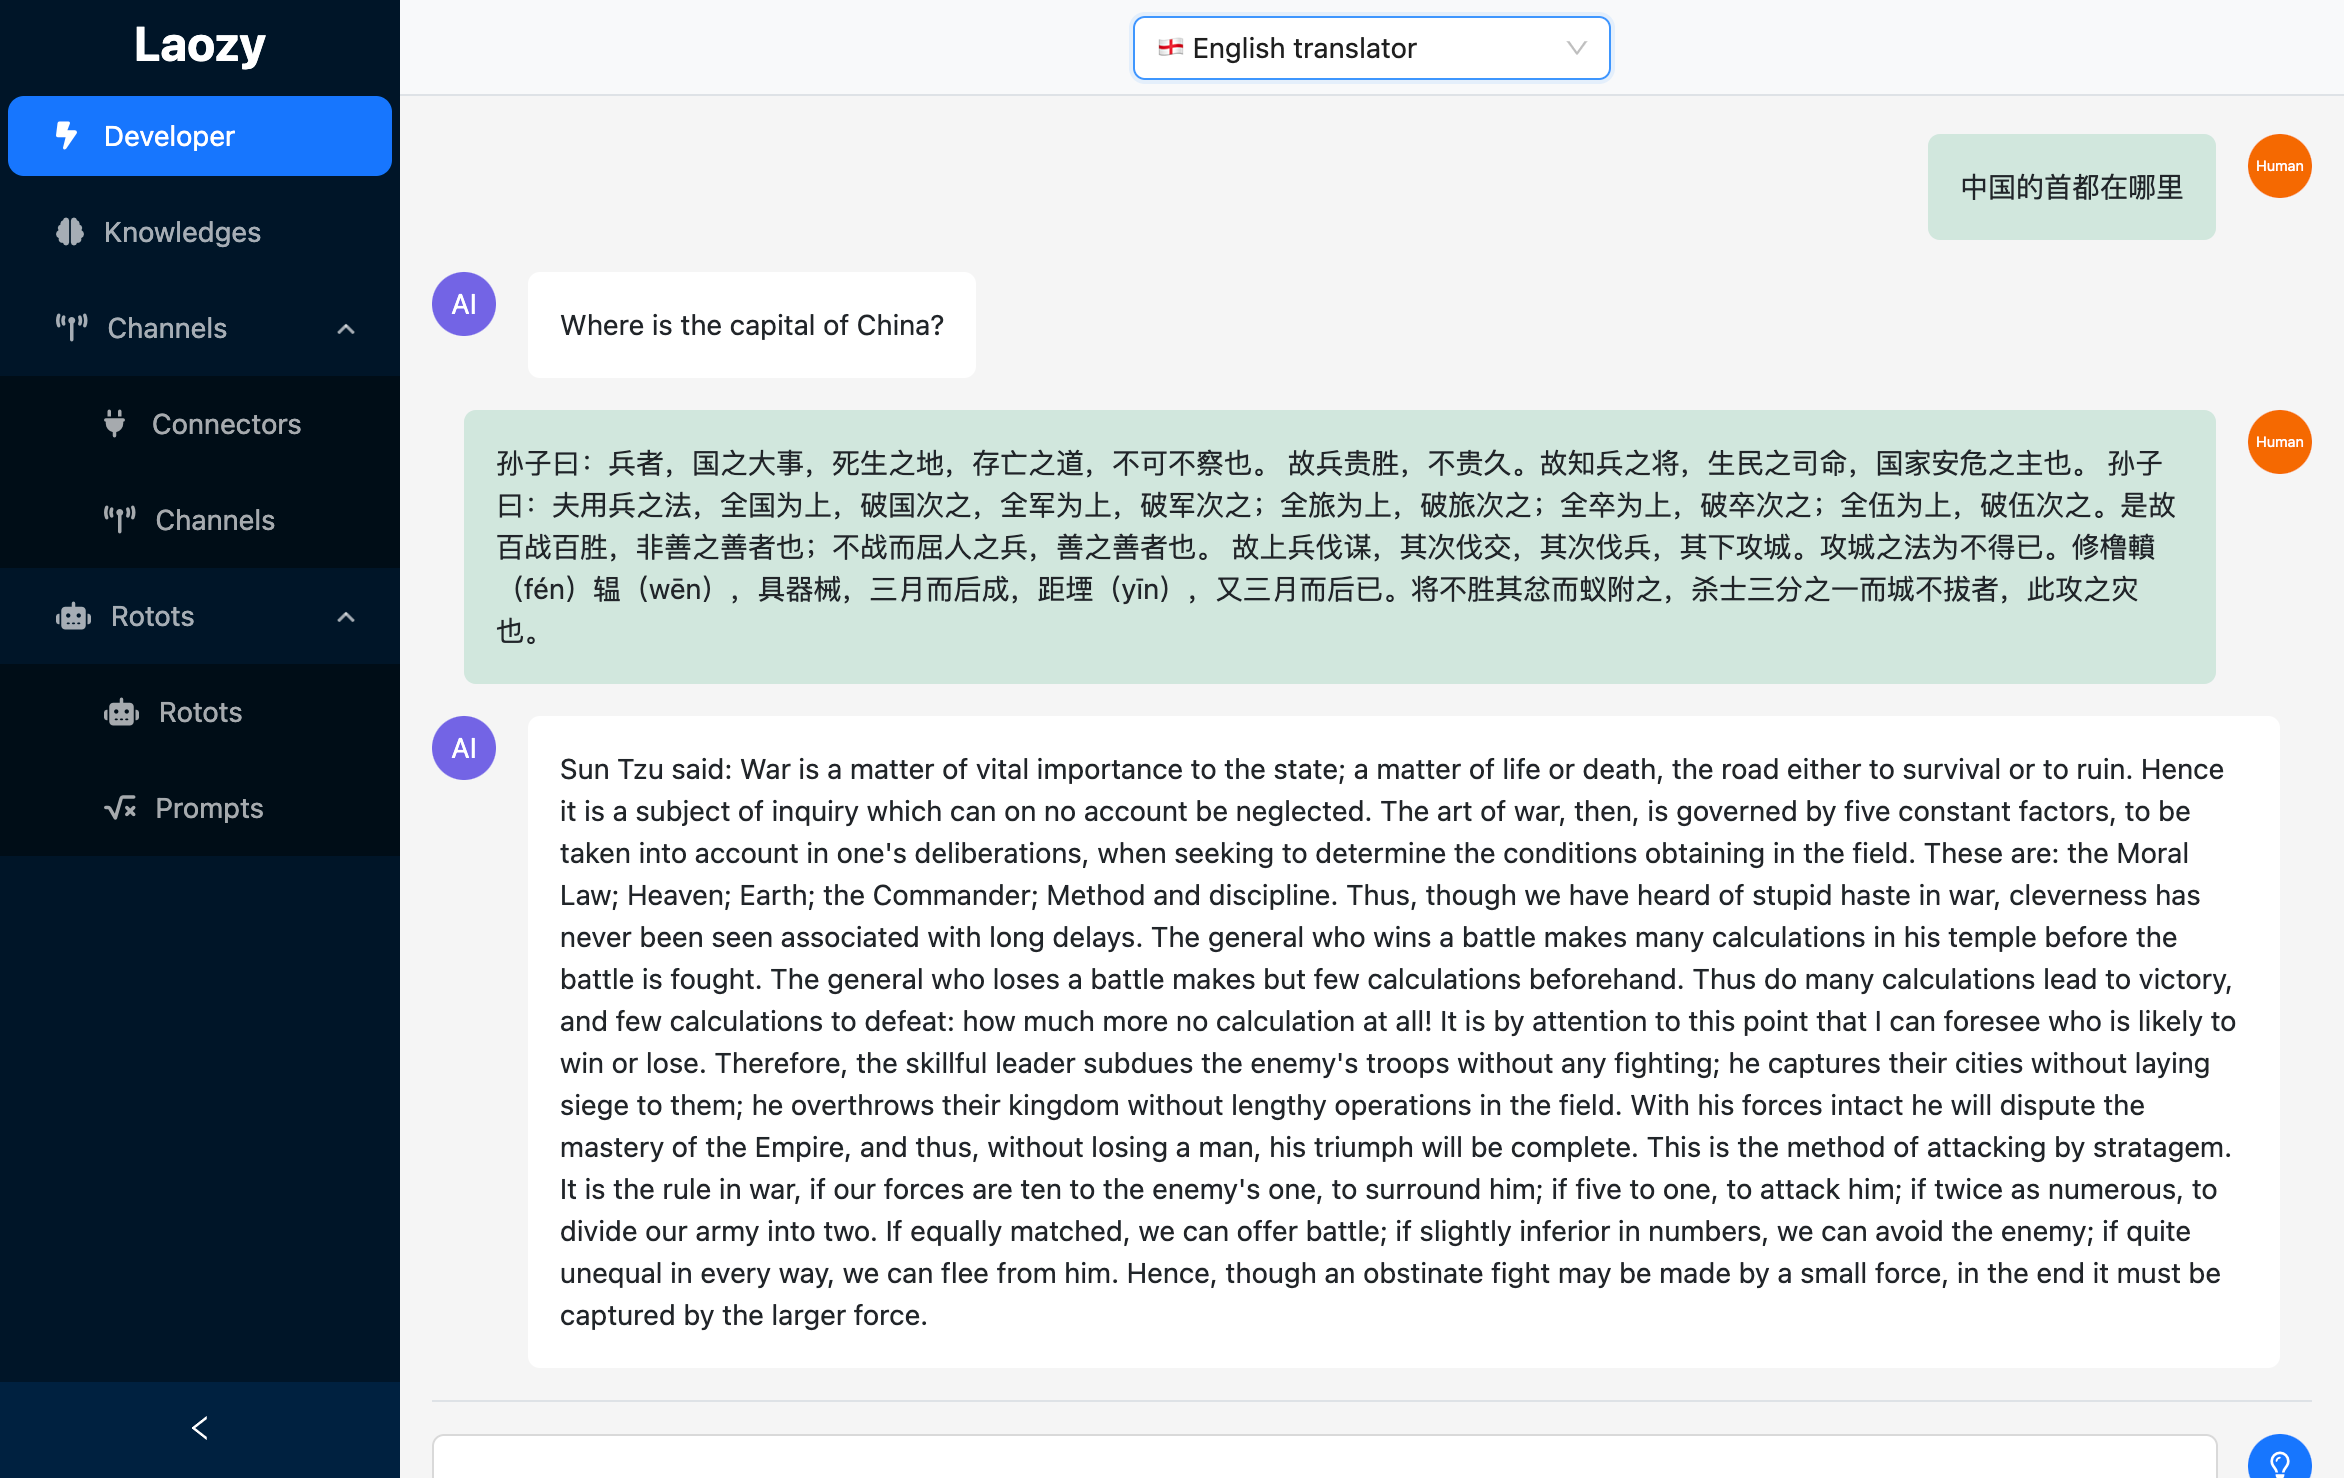 Laozy
Developer
Knowledges
Channels
Connectors
Channels
Rotots
Rotots
Prompts
English translator
中国的首都在哪里
Human
AI
Where is the capital of China?
孙子曰：兵者，国之大事，死生之地，存亡之道，不可不察也。 故兵贵胜，不贵久。故知兵之将，生民之司命，国家安危之主也。 孙子
曰：夫用兵之法，全国为上，破国次之，全军为上，破军次之；全旅为上，破旅次之；全卒为上，破卒次之；全伍为上，破伍次之。是故
百战百胜，非善之善者也；不战而屈人之兵，善之善者也。 故上兵伐谋，其次伐交，其次伐兵，其下攻城。攻城之法为不得已。修橹轒
（fén）辒（wēn），具器械，三月而后成，距堙（yīn），又三月而后已。将不胜其忿而蚁附之，杀士三分之一而城不拔者，此攻之灾
也。
Human
AI
Sun Tzu said: War is a matter of vital importance to the state; a matter of life or death, the road either to survival or to ruin. Hence
it is a subject of inquiry which can on no account be neglected. The art of war, then, is governed by five constant factors, to be
taken into account in one's deliberations, when seeking to determine the conditions obtaining in the field. These are: the Moral
Law; Heaven; Earth; the Commander; Method and discipline. Thus, though we have heard of stupid haste in war, cleverness has
never been seen associated with long delays. The general who wins a battle makes many calculations in his temple before the
battle is fought. The general who loses a battle makes but few calculations beforehand. Thus do many calculations lead to victory,
and few calculations to defeat: how much more no calculation at all! It is by attention to this point that I can foresee who is likely to
win or lose. Therefore, the skillful leader subdues the enemy's troops without any fighting; he captures their cities without laying
siege to them; he overthrows their kingdom without lengthy operations in the field. With his forces intact he will dispute the
mastery of the Empire, and thus, without losing a man, his triumph will be complete. This is the method of attacking by stratagem.
It is the rule in war, if our forces are ten to the enemy's one, to surround him; if five to one, to attack him; if twice as numerous, to
divide our army into two. If equally matched, we can offer battle; if slightly inferior in numbers, we can avoid the enemy; if quite
unequal in every way, we can flee from him. Hence, though an obstinate fight may be made by a small force, in the end it must be
captured by the larger force.